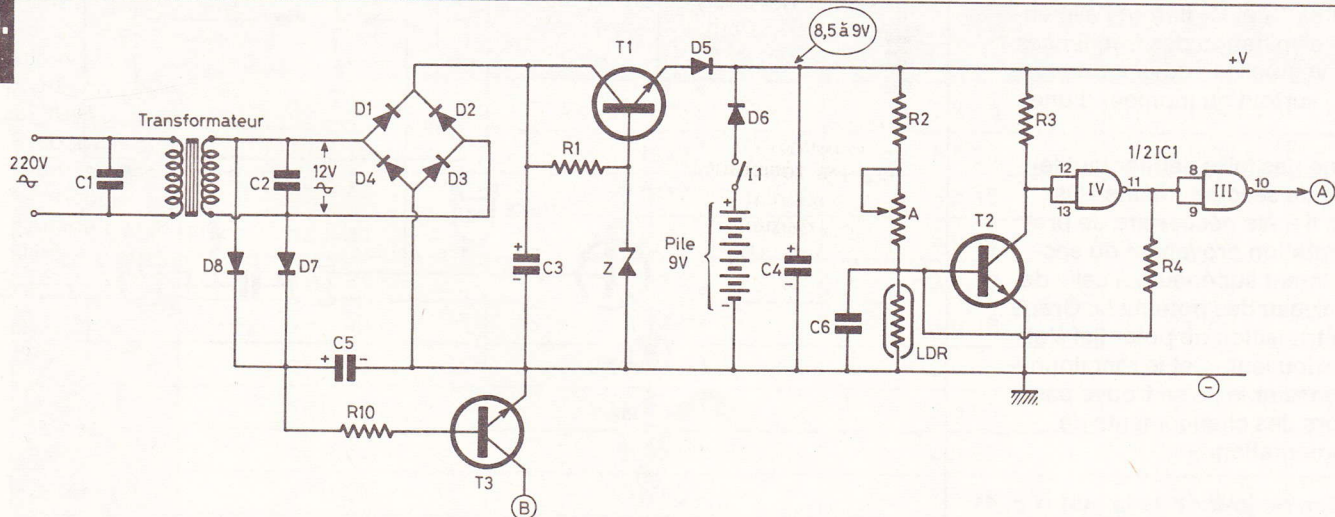 8,5 à 9V
T1
D5
+V
D1
D2
Transformateur
D6
R2
R3
220V
C1
C2
12V
R1
1/2 IC1
I1
D4
D3
12
13
IV
11
8
9
III
10
A
A
T2
Pile
9V
D8
D7
C3
Z
C4
R4
C6
LDR
C5
R10
T3
B